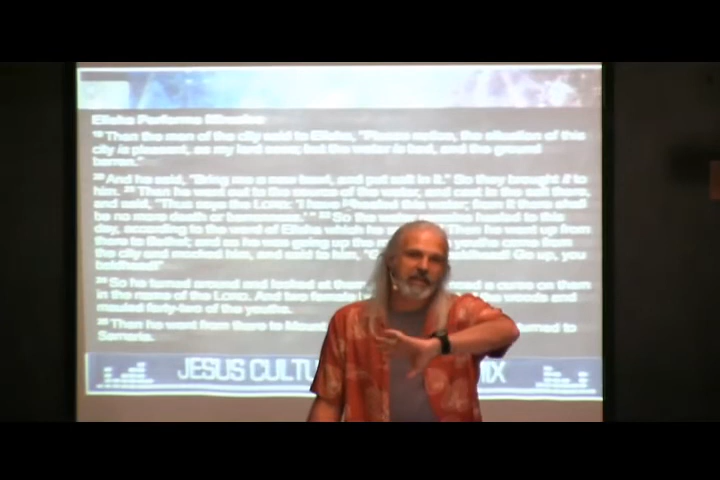 Elisha Performs Miracles
19 Then the men of the city said to Elisha, "Please notice, the situation of this
city is pleasant, as my lord sees; but the water is bad, and the ground
barren."
20 And he said, "Bring me a new bowl, and put salt in it." So they brought it to
him. 21 Then he went out to the source of the water, and cast in the salt there,
and said, "Thus says the LORD: 'I have healed this water; from it there shall
be no more death or barrenness.'" 22 So the water remains healed to this
day, according to the word of Elisha which he Then he went up from
there to Bethel; and as he was going up the youths came from
the city and mocked him, and said to him, Go up, you
baldhead!"
24 So he turned around and looked at them a curse on them
in the name of the LORD. And two female woods and
mauled forty-two of the youths.
25 Then he went from there to Mount returned to
Samaria.
JESUS CULTU MIX